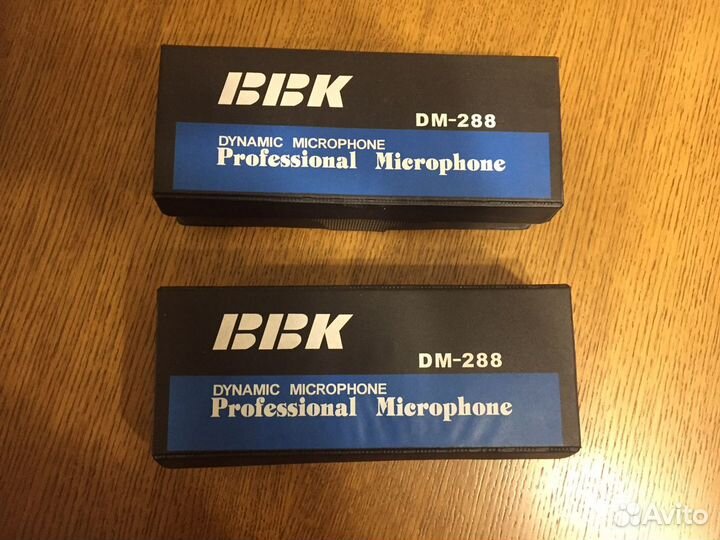 BBK
DM-288
DYNAMIC MICROPHONE
Professional Microphone
BBK
DM-288
DYNAMIC MICROPHONE
Professional Microphone
Avito